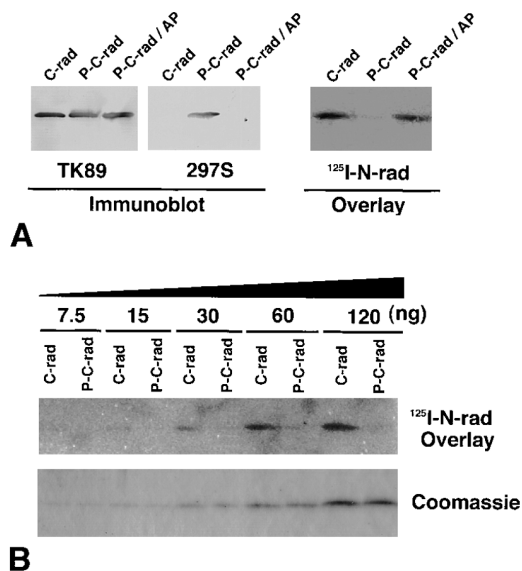 C-rad P-C-rad P-C-rad / AP C-rad P-C-rad P-C-rad / AP C-rad P-C-rad P-C-rad / AP
TK89 297S ¹²⁵I-N-rad
Immunoblot Overlay
A
7.5 15 30 60 120 (ng)
C-rad P-C-rad C-rad P-C-rad C-rad P-C-rad C-rad P-C-rad C-rad P-C-rad
¹²⁵I-N-rad
Overlay
Coomassie
B